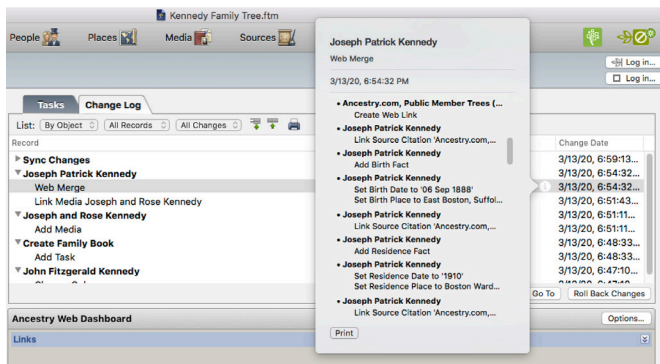 Kennedy Family Tree.ftm
People
Places
Media
Sources
Log in...
Log in...
Tasks
Change Log
List:
By Object
All Records
All Changes
Record
Change Date
Sync Changes
3/13/20, 6:59:13...
Joseph Patrick Kennedy
3/13/20, 6:54:32...
Web Merge
3/13/20, 6:54:32...
Link Media Joseph and Rose Kennedy
3/13/20, 6:51:43...
Joseph and Rose Kennedy
3/13/20, 6:51:11...
Add Media
3/13/20, 6:51:11...
Create Family Book
3/13/20, 6:48:33...
Add Task
3/13/20, 6:48:33...
John Fitzgerald Kennedy
3/13/20, 6:47:10...
Go To
Roll Back Changes
Ancestry Web Dashboard
Options...
Links
Joseph Patrick Kennedy
Web Merge
3/13/20, 6:54:32 PM
• Ancestry.com, Public Member Trees (...
Create Web Link
• Joseph Patrick Kennedy
Link Source Citation 'Ancestry.com,...
• Joseph Patrick Kennedy
Add Birth Fact
• Joseph Patrick Kennedy
Set Birth Date to '06 Sep 1888'
Set Birth Place to East Boston, Suffol...
• Joseph Patrick Kennedy
Link Source Citation 'Ancestry.com,...
• Joseph Patrick Kennedy
Add Residence Fact
• Joseph Patrick Kennedy
Set Residence Date to '1910'
Set Residence Place to Boston Ward...
• Joseph Patrick Kennedy
Link Source Citation 'Ancestry.com,...
Print